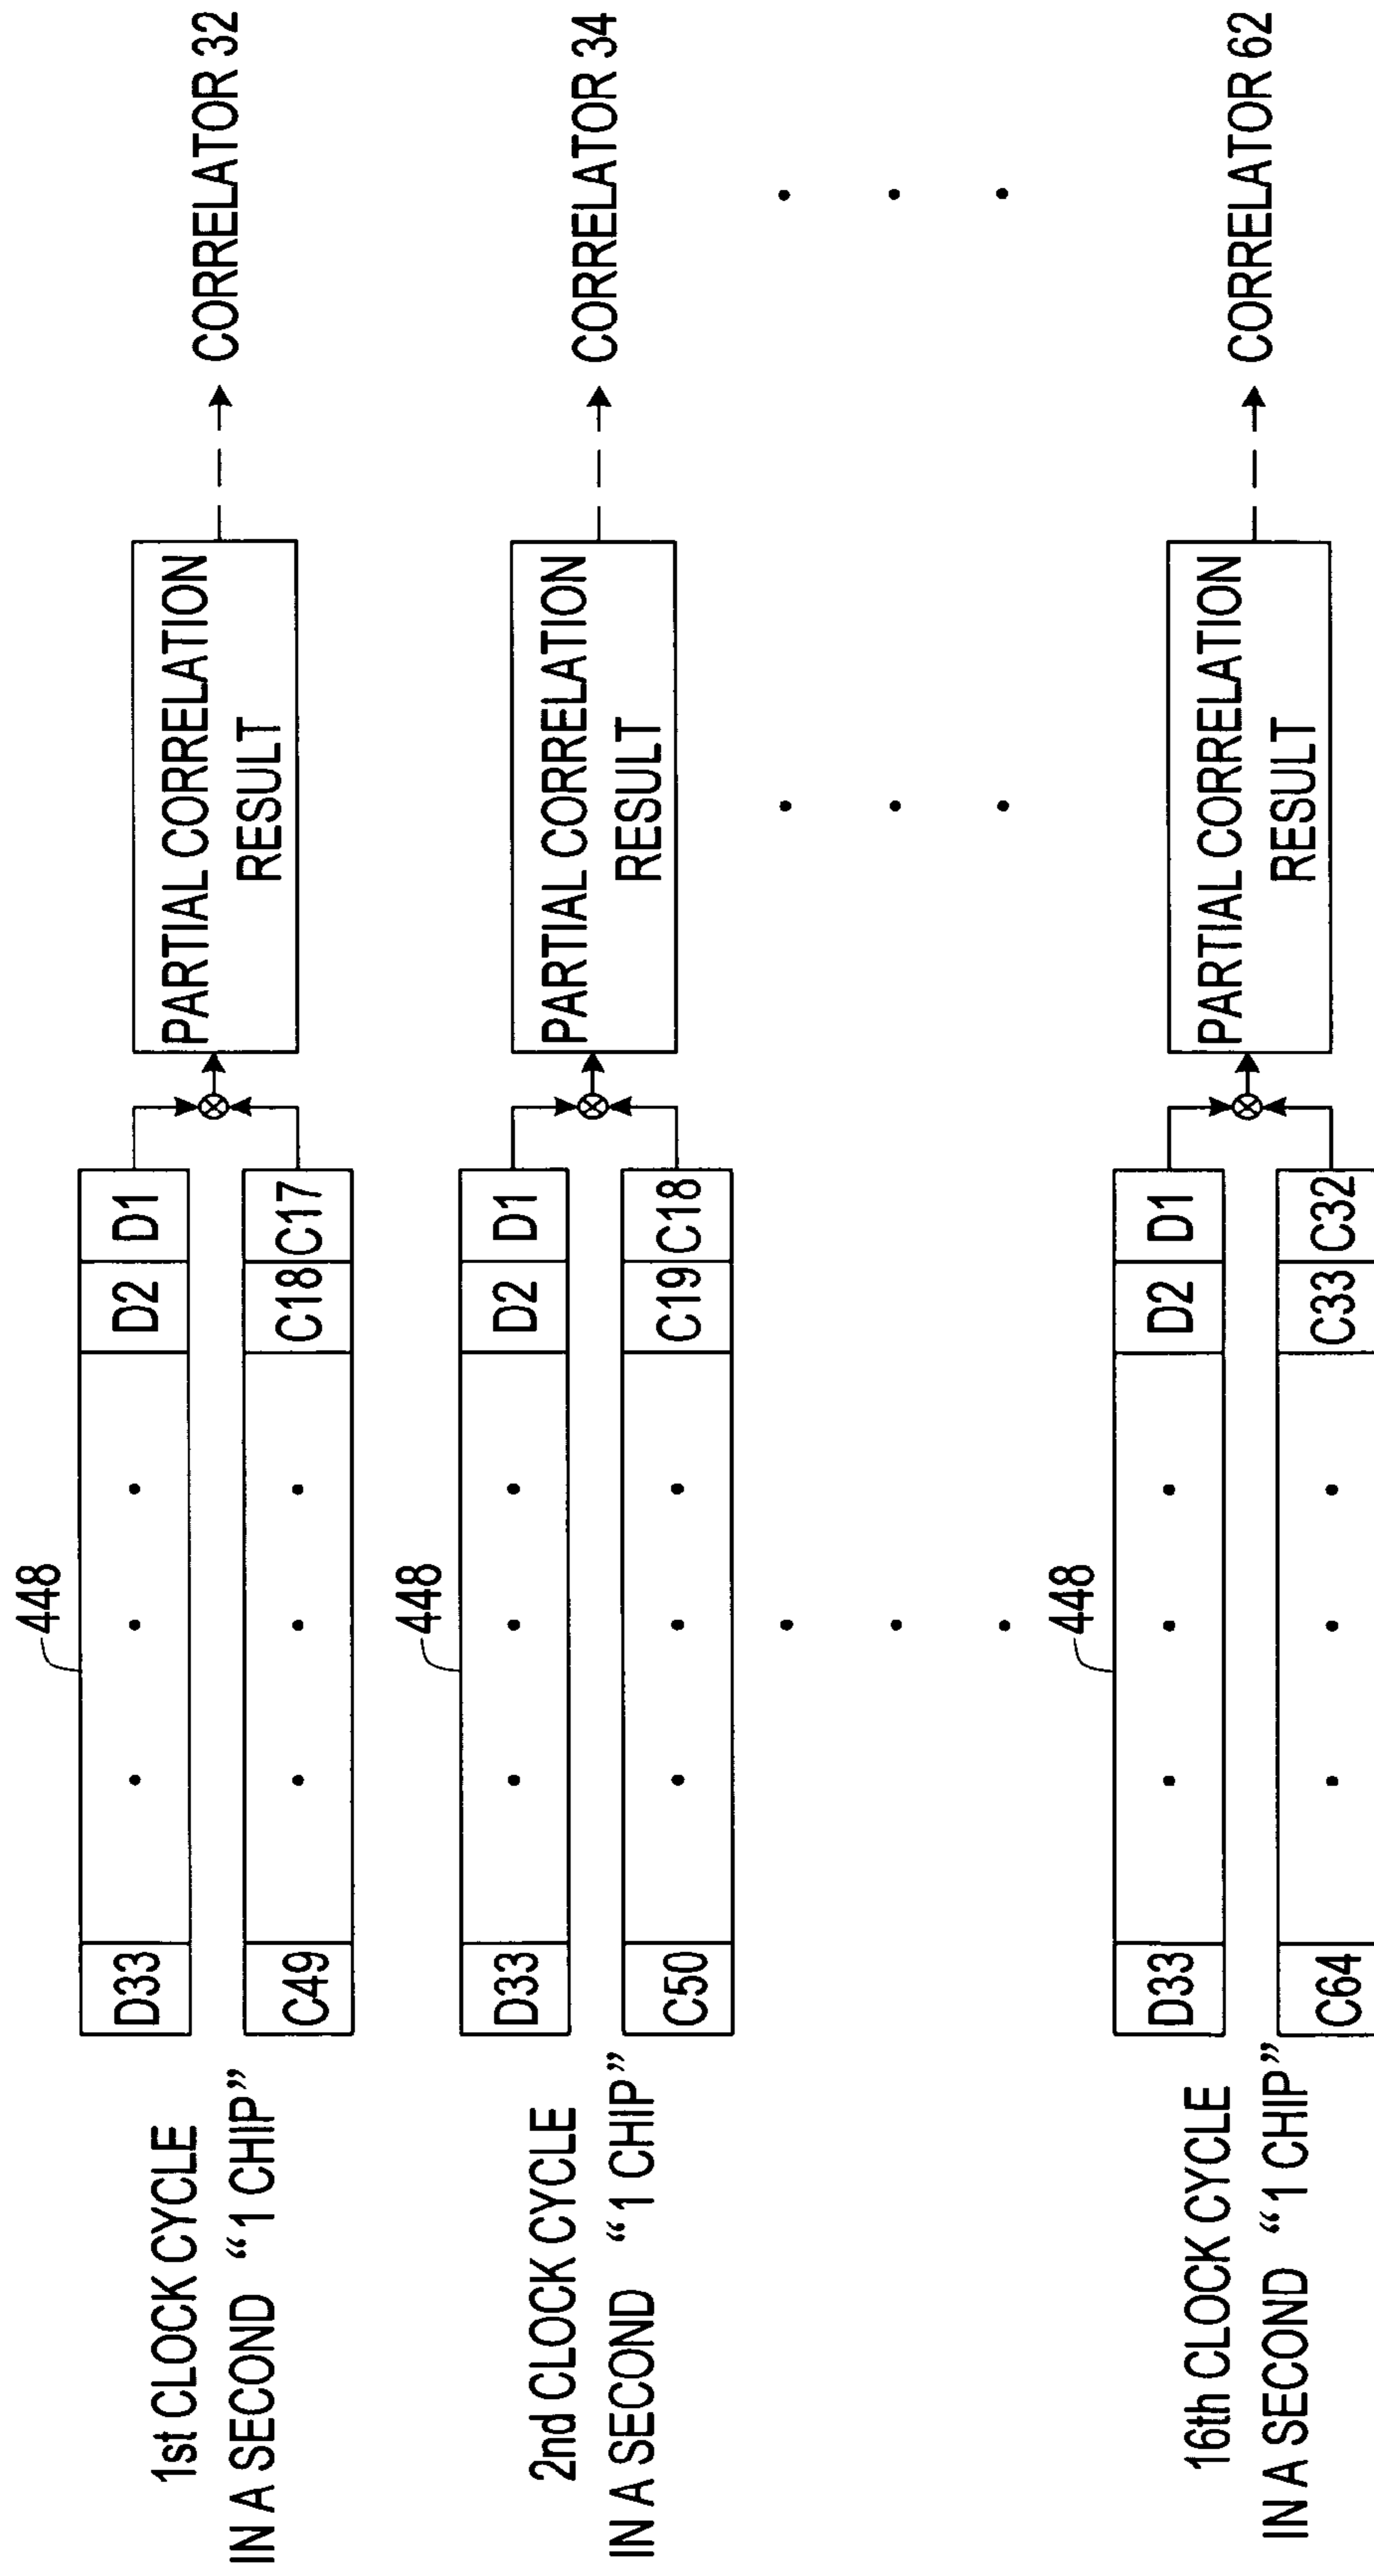 1st CLOCK CYCLE
IN A SECOND “1 CHIP”
448
D33
D2
D1
C49
C18
C17
PARTIAL CORRELATION
RESULT
CORRELATOR 32
2nd CLOCK CYCLE
IN A SECOND “1 CHIP”
448
D33
D2
D1
C50
C19
C18
PARTIAL CORRELATION
RESULT
CORRELATOR 34
16th CLOCK CYCLE
IN A SECOND “1 CHIP”
448
D33
D2
D1
C64
C33
C32
PARTIAL CORRELATION
RESULT
CORRELATOR 62